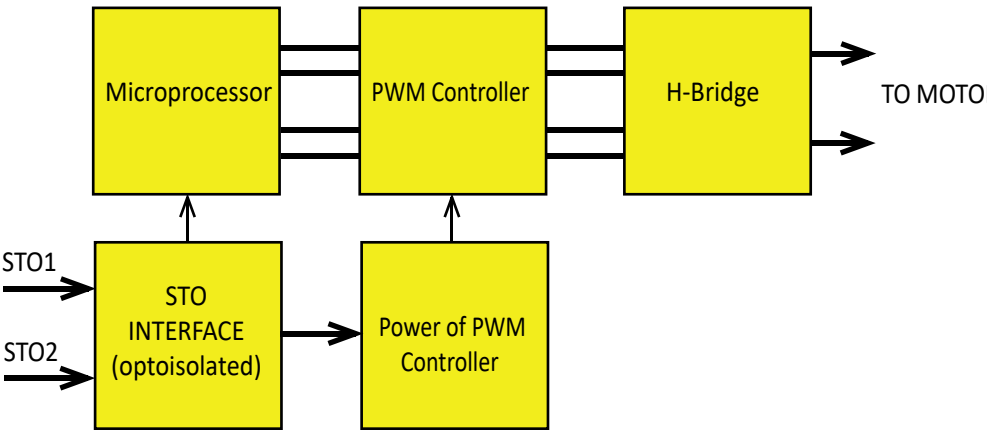 Microprocessor
PWM Controller
H-Bridge
TO MOTO
STO1
STO2
STO
INTERFACE
(optoisolated)
Power of PWM
Controller